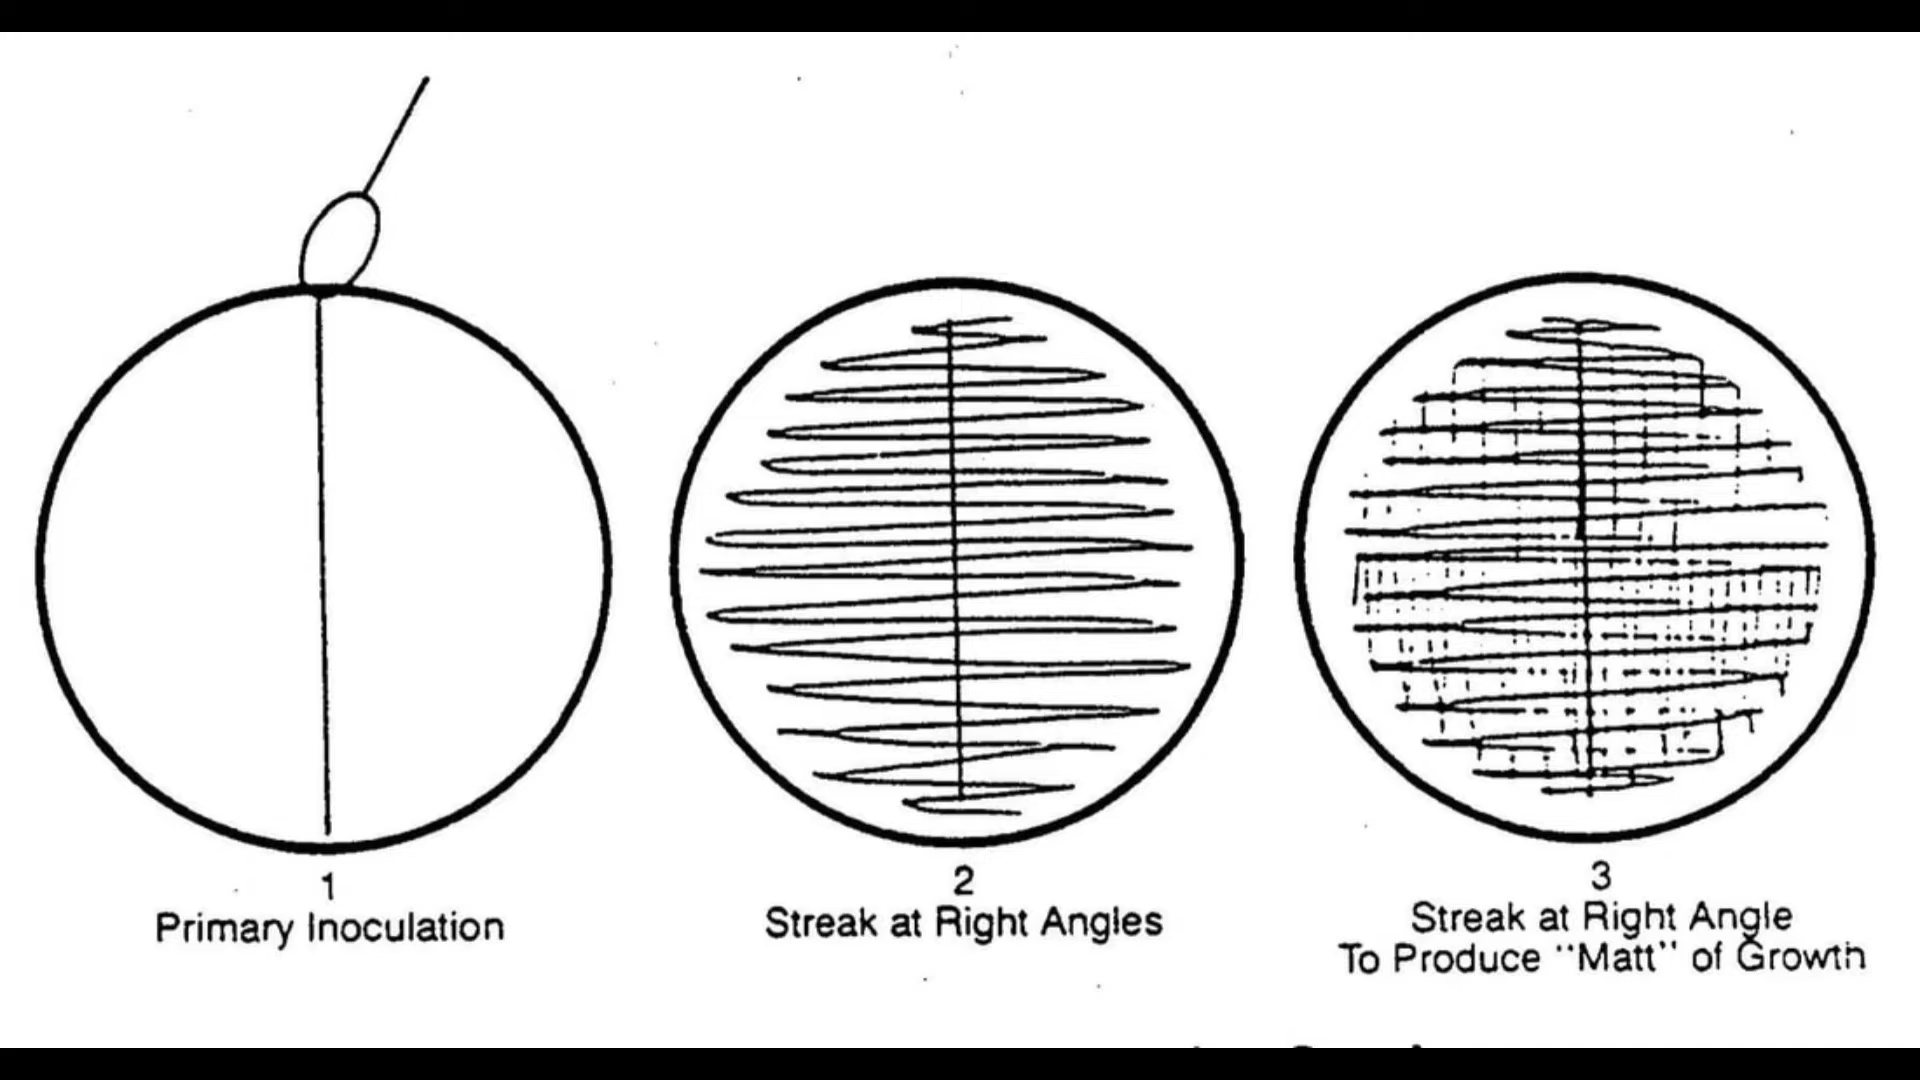 1
Primary Inoculation
2
Streak at Right Angles
3
Streak at Right Angle
To Produce "Matt" of Growth